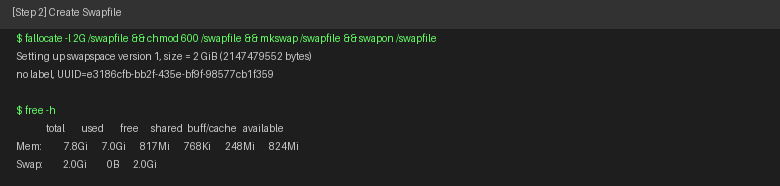 [Step 2] Create Swapfile
$ fallocate -l 2G /swapfile && chmod 600 /swapfile && mkswap /swapfile && swapon /swapfile
Setting up swapspace version 1, size = 2 GiB (2147479552 bytes)
no label, UUID=e3186cfb-bb2f-435e-bf9f-98577cb1f359
$ free -h
total used free shared buff/cache available
Mem: 7.8Gi 7.0Gi 817Mi 768Ki 248Mi 824Mi
Swap: 2.0Gi 0B 2.0Gi